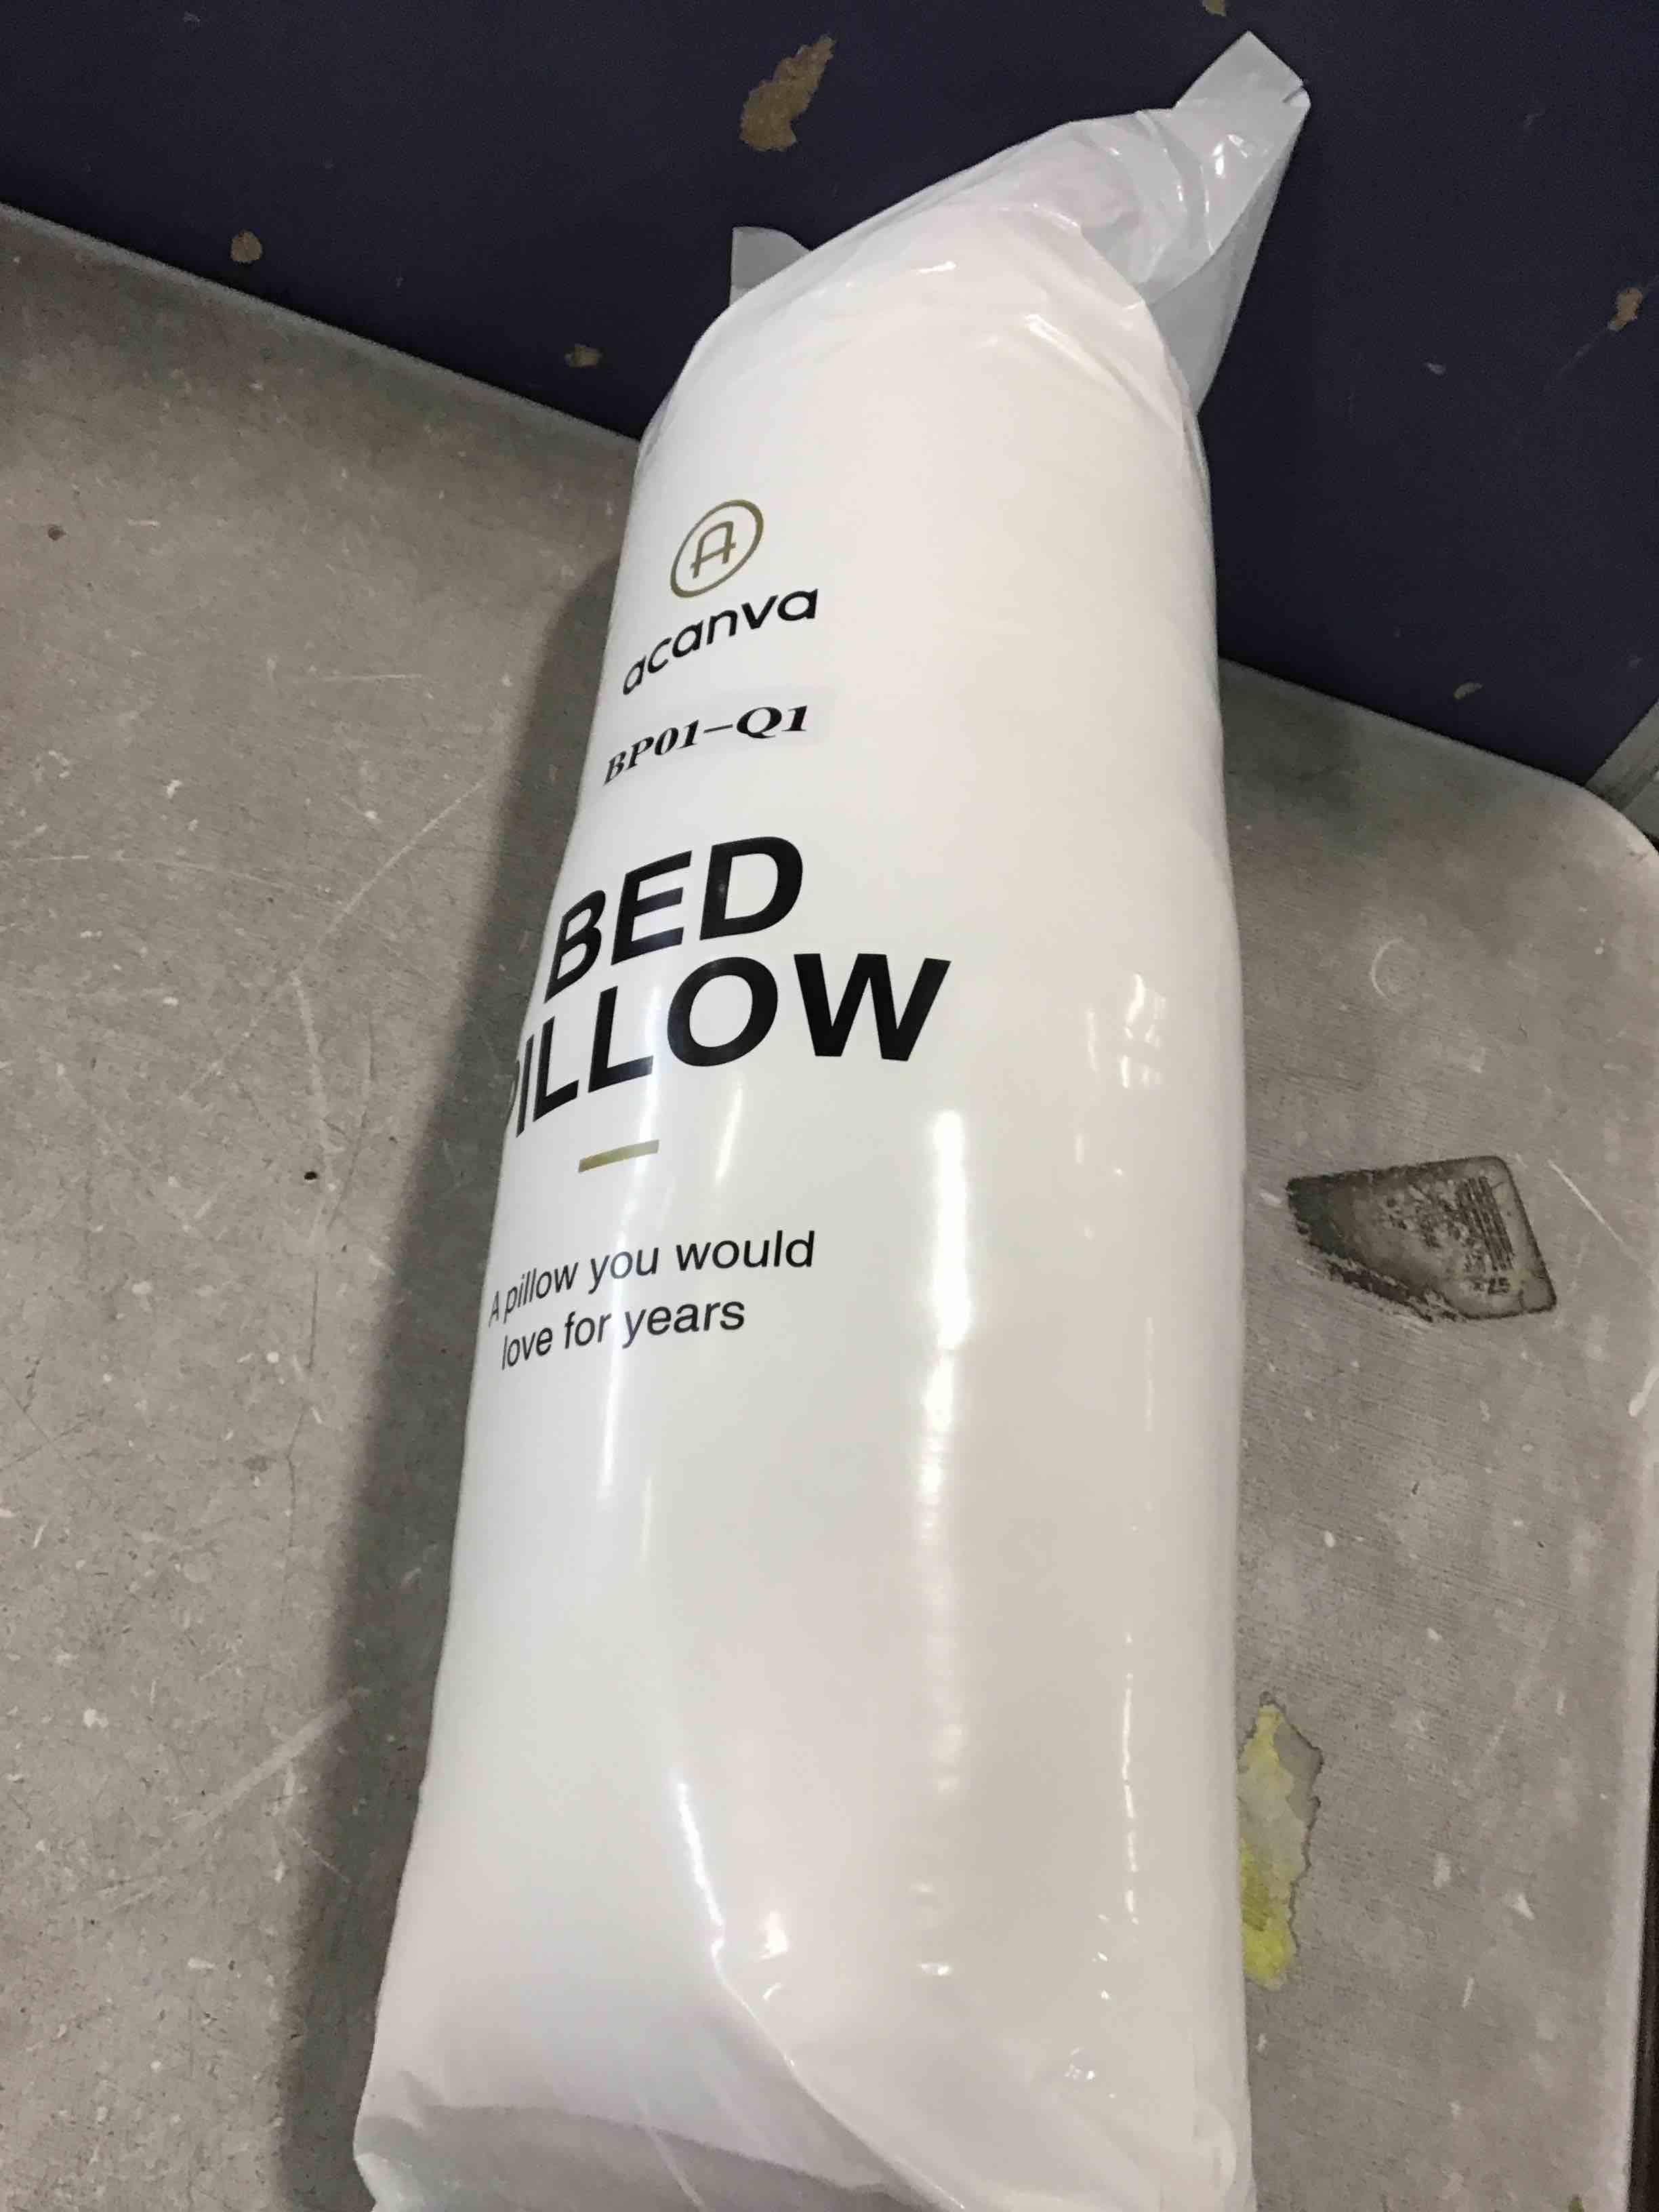 A
acanva
BP01-Q1
BED
PILLOW
A pillow you would
love for years